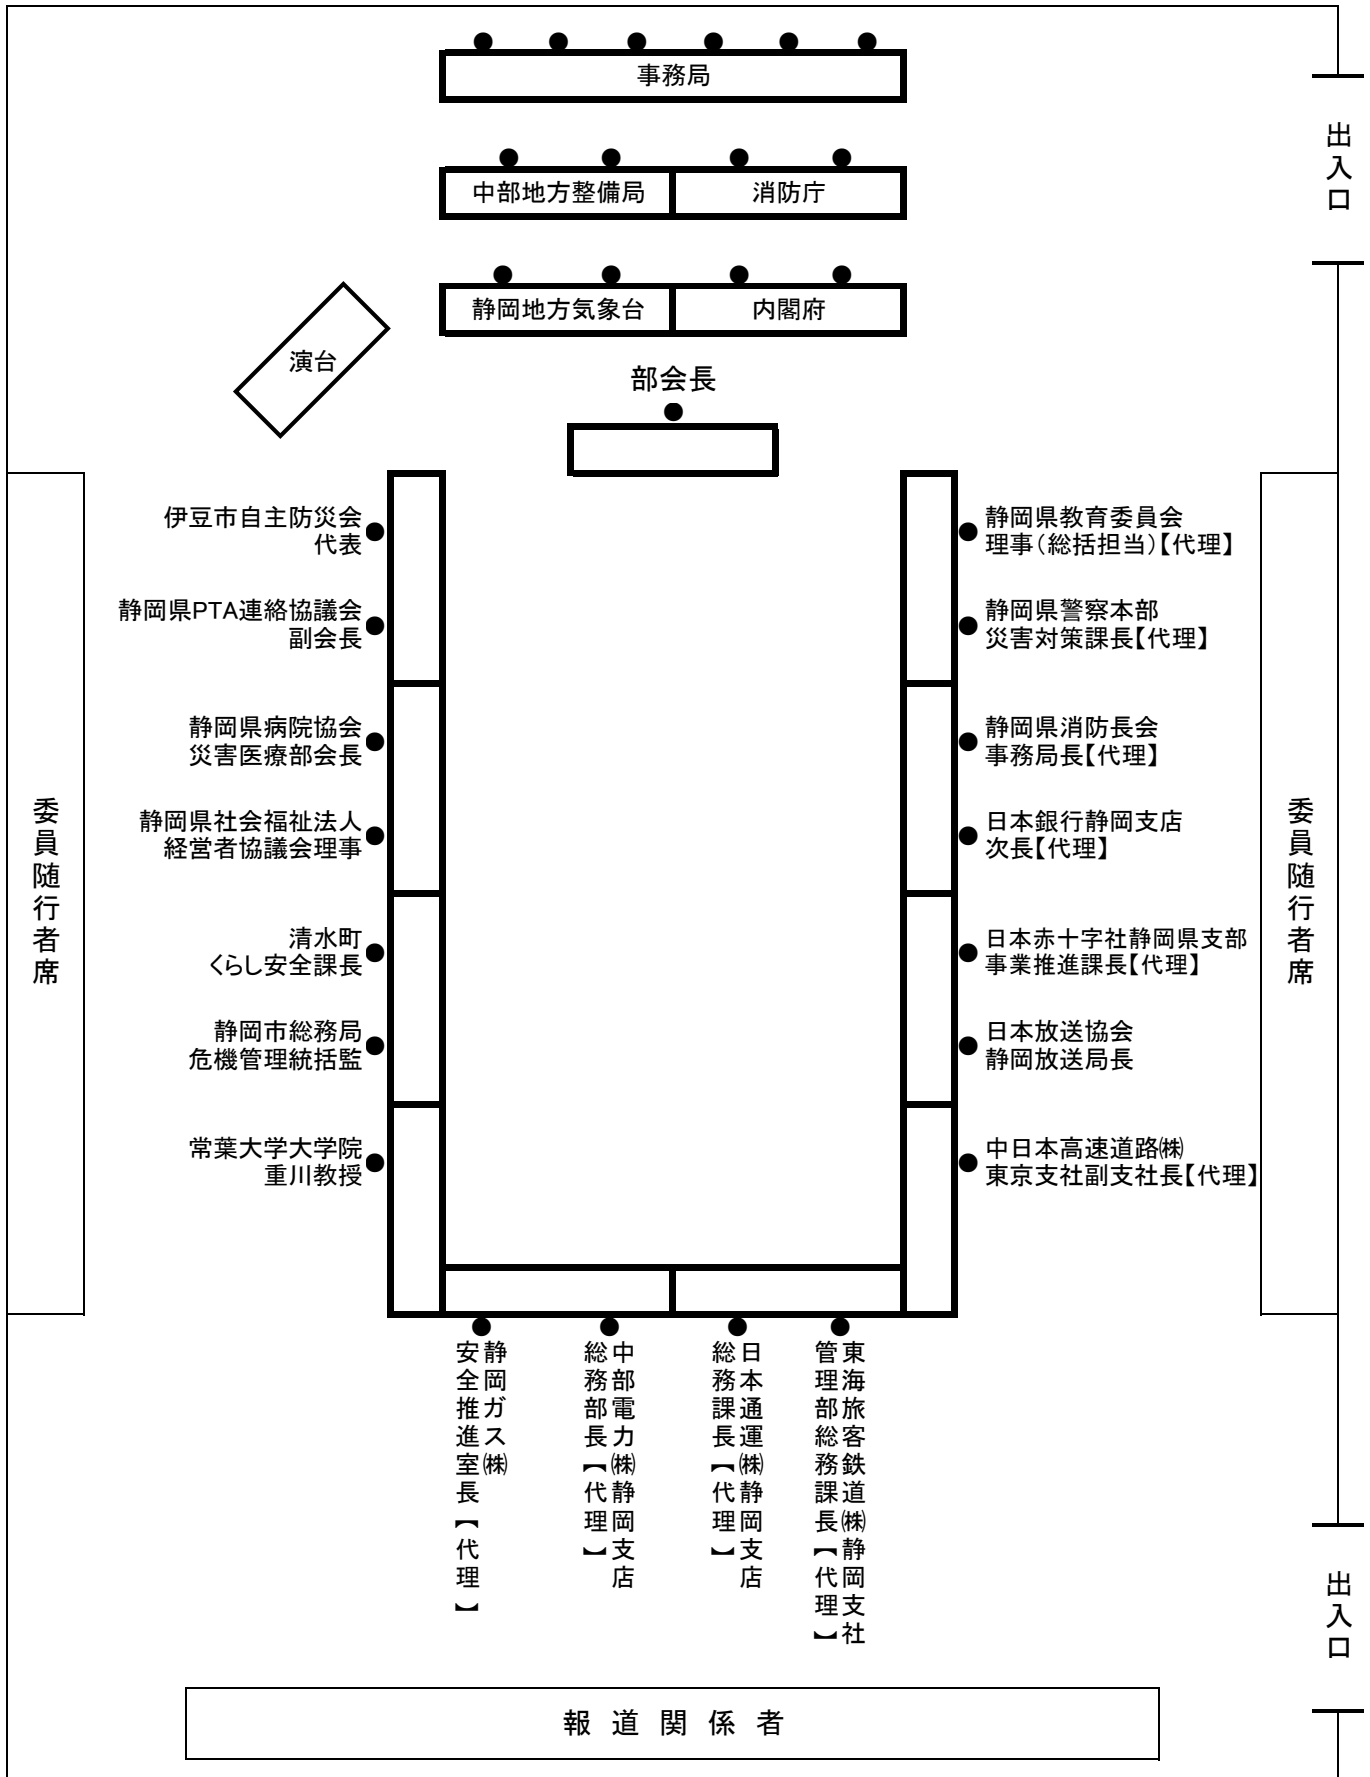 事務局
中部地方整備局
消防庁
静岡地方気象台
内閣府
演台
部会長
出入口
伊豆市自主防災会
代表
静岡県PTA連絡協議会
副会長
静岡県病院協会
災害医療部会長
静岡県社会福祉法人
経営者協議会理事
清水町
くらし安全課長
静岡市総務局
危機管理統括監
常葉大学大学院
重川教授
静岡県教育委員会
理事（総括担当）【代理】
静岡県警察本部
災害対策課長【代理】
静岡県消防長会
事務局長【代理】
日本銀行静岡支店
次長【代理】
日本赤十字社静岡県支部
事業推進課長【代理】
日本放送協会
静岡放送局長
中日本高速道路㈱
東京支社副支社長【代理】
委員随行者席
委員随行者席
静岡ガス㈱
安全推進室長【代理】
中部電力㈱静岡支店
総務部長【代理】
日本通運㈱静岡支店
総務課長【代理】
東海旅客鉄道㈱静岡支社
管理部総務課長【代理】
出入口
報道関係者